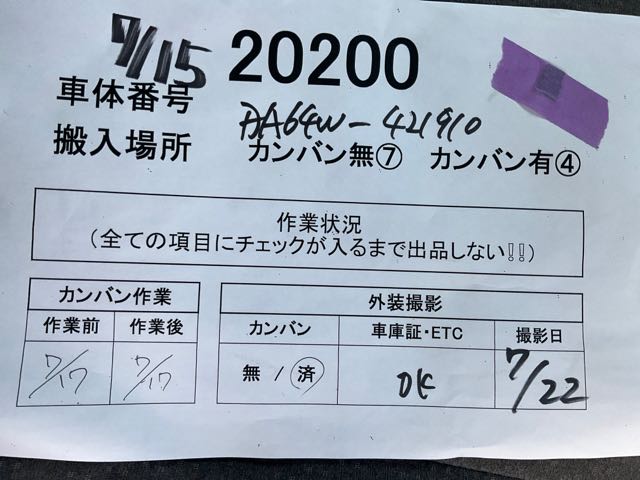 7/15 20200
車体番号 DA64W-421910
搬入場所 カンバン無⑦ カンバン有④
作業状況
(全ての項目にチェックが入るまで出品しない!!)
カンバン作業 外装撮影
作業前 作業後 カンバン 車庫証・ETC 撮影日
7/17 7/17 無 / 済 OK 7/22